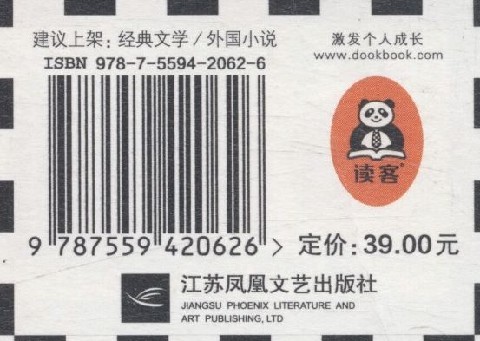 建议上架：经典文学/外国小说
ISBN 978-7-5594-2062-6
激发个人成长
www.dookbook.com
读客®
9 787559 420626 >
定价：39.00元
江苏凤凰文艺出版社
JIANGSU PHOENIX LITERATURE AND
ART PUBLISHING, LTD